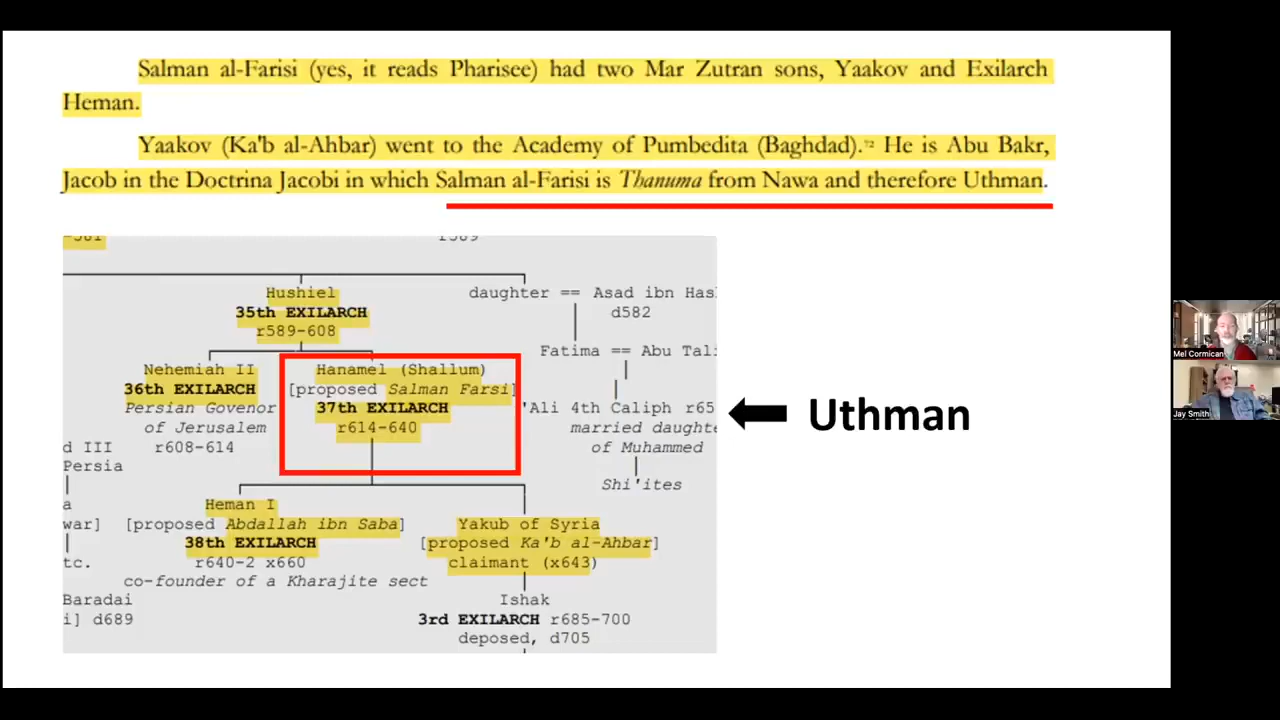 Salman al-Farisi (yes, it reads Pharisee) had two Mar Zutran sons, Yaakov and Exilarch
Heman.
Yaakov (Ka'b al-Ahbar) went to the Academy of Pumbedita (Baghdad).⁷² He is Abu Bakr,
Jacob in the Doctrina Jacobi in which Salman al-Farisi is Thanuma from Nawa and therefore Uthman.
Hushiel
daughter == Asad ibn Has
35th EXILARCH
d582
r589-608
Fatima == Abu Tali
Nehemiah II
Hanamel (Shallum)
36th EXILARCH
[proposed Salman Farsi]
Persian Govenor
37th EXILARCH
'Ali 4th Caliph r65
of Jerusalem
r614-640
married daughte
d III
r608-614
of Muhammed
Persia
Shi'ites
a
Heman I
war]
[proposed Abdallah ibn Saba]
Yakub of Syria
38th EXILARCH
[proposed Ka'b al-Ahbar]
tc.
r640-2 x660
claimant (x643)
co-founder of a Kharajite sect
Baradai
Ishak
i] d689
3rd EXILARCH r685-700
deposed, d705
Uthman
Mel Cormican
Jay Smith